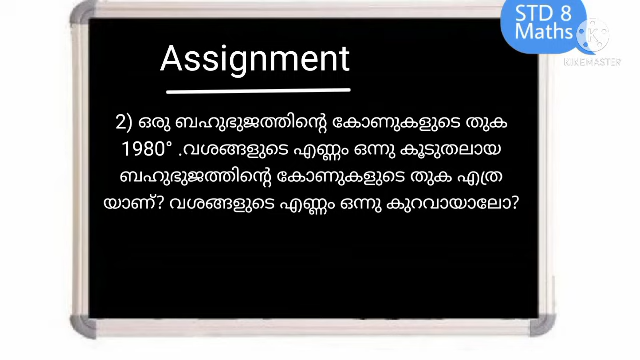 STD 8
Maths
KINEMASTER
Assignment
2) ഒരു ബഹുഭുജത്തിന്റെ കോണുകളുടെ തുക
1980° .വശങ്ങളുടെ എണ്ണം ഒന്നു കൂടുതലായ
ബഹുഭുജത്തിന്റെ കോണുകളുടെ തുക എത്ര
യാണ്? വശങ്ങളുടെ എണ്ണം ഒന്നു കുറവായാലോ?